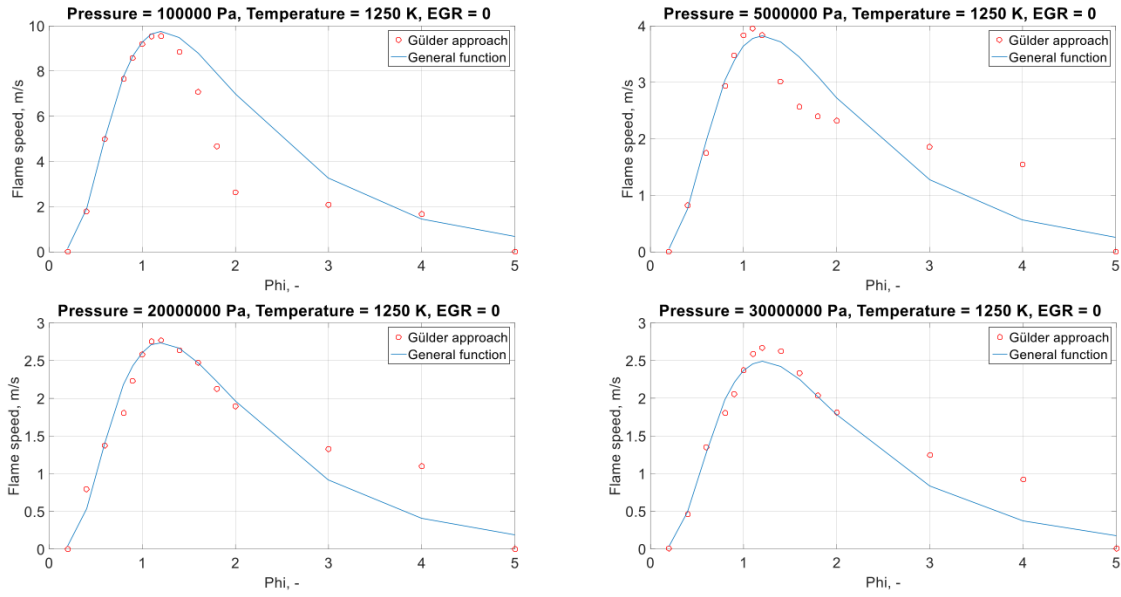 Pressure = 100000 Pa, Temperature = 1250 K, EGR = 0
10
8
6
4
2
0
Flame speed, m/s
Gülder approach
General function
0 1 2 3 4 5
Phi, -
Pressure = 5000000 Pa, Temperature = 1250 K, EGR = 0
4
3
2
1
0
Flame speed, m/s
Gülder approach
General function
0 1 2 3 4 5
Phi, -
Pressure = 20000000 Pa, Temperature = 1250 K, EGR = 0
3
2.5
2
1.5
1
0.5
0
Flame speed, m/s
Gülder approach
General function
0 1 2 3 4 5
Phi, -
Pressure = 30000000 Pa, Temperature = 1250 K, EGR = 0
3
2.5
2
1.5
1
0.5
0
Flame speed, m/s
Gülder approach
General function
0 1 2 3 4 5
Phi, -